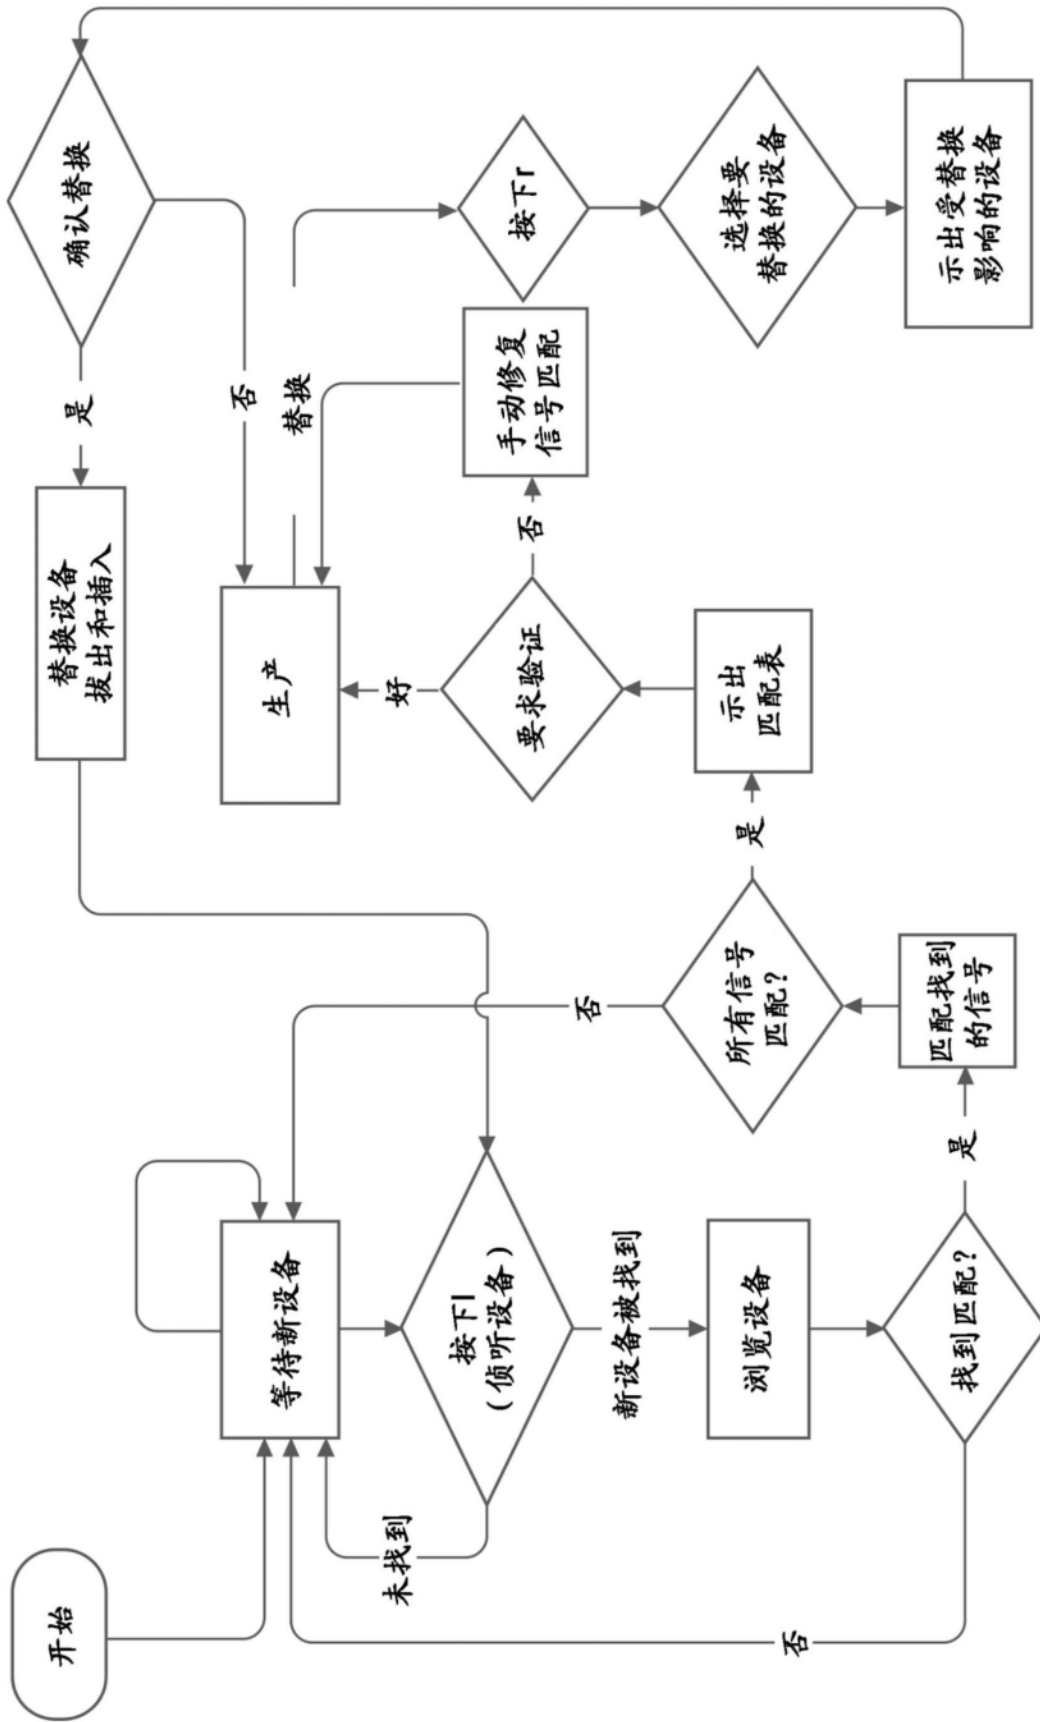 开始
等待新设备
未找到
按下l
（侦听设备）
新设备被找到
浏览设备
找到匹配？
否
是
匹配找到
的信号
所有信号
匹配？
否
是
示出
匹配表
要求验证
好
否
手动修复
信号匹配
生产
替换
按下r
选择要
替换的设备
示出受替换
影响的设备
确认替换
否
是
替换设备
拔出和插入